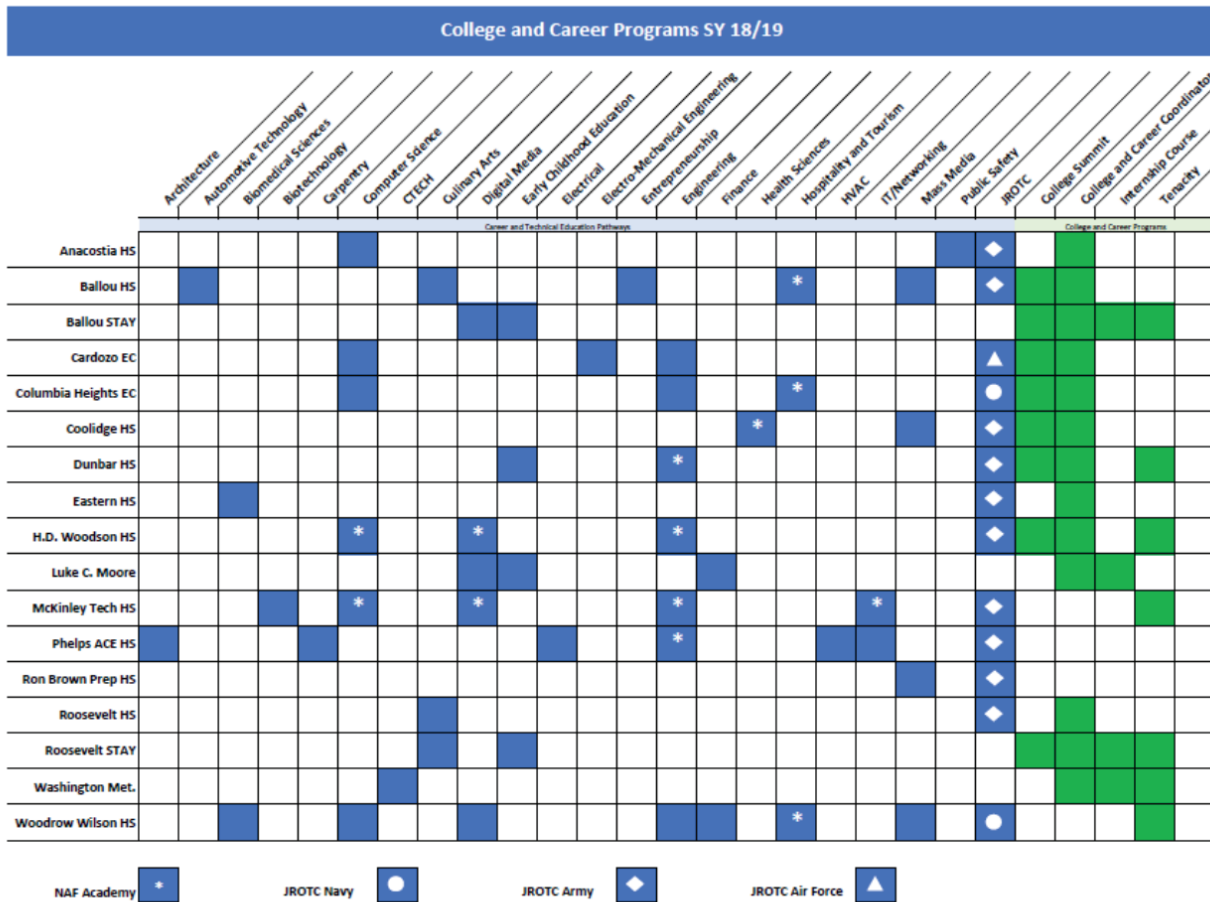 College and Career Programs SY 18/19
Architecture
Automotive Technology
Biomedical Sciences
Biotechnology
Carpentry
Computer Science
CTECH
Culinary Arts
Digital Media
Early Childhood Education
Electrical
Electro-Mechanical Engineering
Entrepreneurship
Engineering
Finance
Health Sciences
Hospitality and Tourism
HVAC
IT/Networking
Mass Media
Public Safety
JROTC
College Summit
College and Career Coordinator
Internship Course
Tenacity
Career and Technical Education Pathways
College and Career Programs
Anacostia HS
Ballou HS
*
Ballou STAY
Cardozo EC
Columbia Heights EC
*
Coolidge HS
*
Dunbar HS
*
Eastern HS
H.D. Woodson HS
* * *
Luke C. Moore
McKinley Tech HS
* * * *
Phelps ACE HS
*
Ron Brown Prep HS
Roosevelt HS
Roosevelt STAY
Washington Met.
Woodrow Wilson HS
*
NAF Academy *
JROTC Navy
JROTC Army
JROTC Air Force